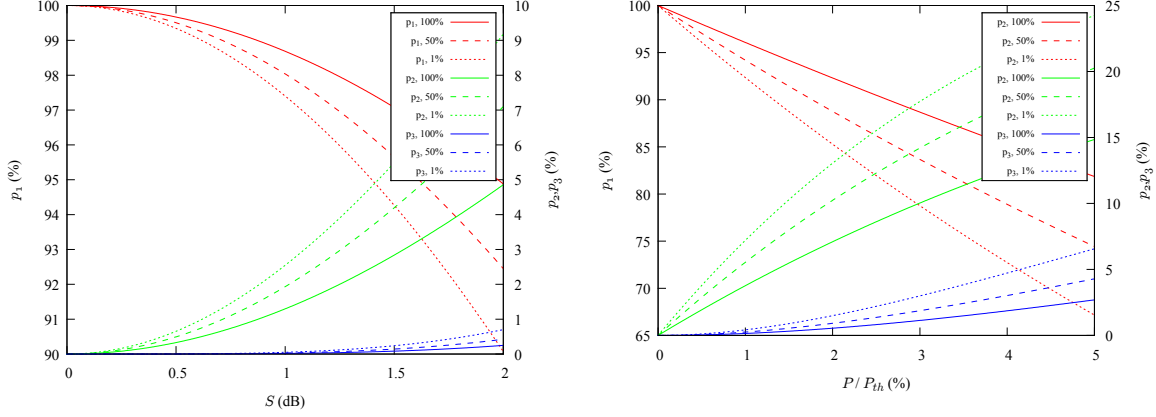 100
99
98
97
96
95
94
93
92
91
90
p1 (%)
0
0.5
1
1.5
2
S (dB)
10
9
8
7
6
5
4
3
2
1
0
p2,p3 (%)
p1, 100%
p1, 50%
p1, 1%
p2, 100%
p2, 50%
p2, 1%
p3, 100%
p3, 50%
p3, 1%
100
95
90
85
80
75
70
65
p1 (%)
0
1
2
3
4
5
P / Pth (%)
25
20
15
10
5
0
p2,p3 (%)
p2, 100%
p2, 50%
p2, 1%
p2, 100%
p2, 50%
p2, 1%
p3, 100%
p3, 50%
p3, 1%